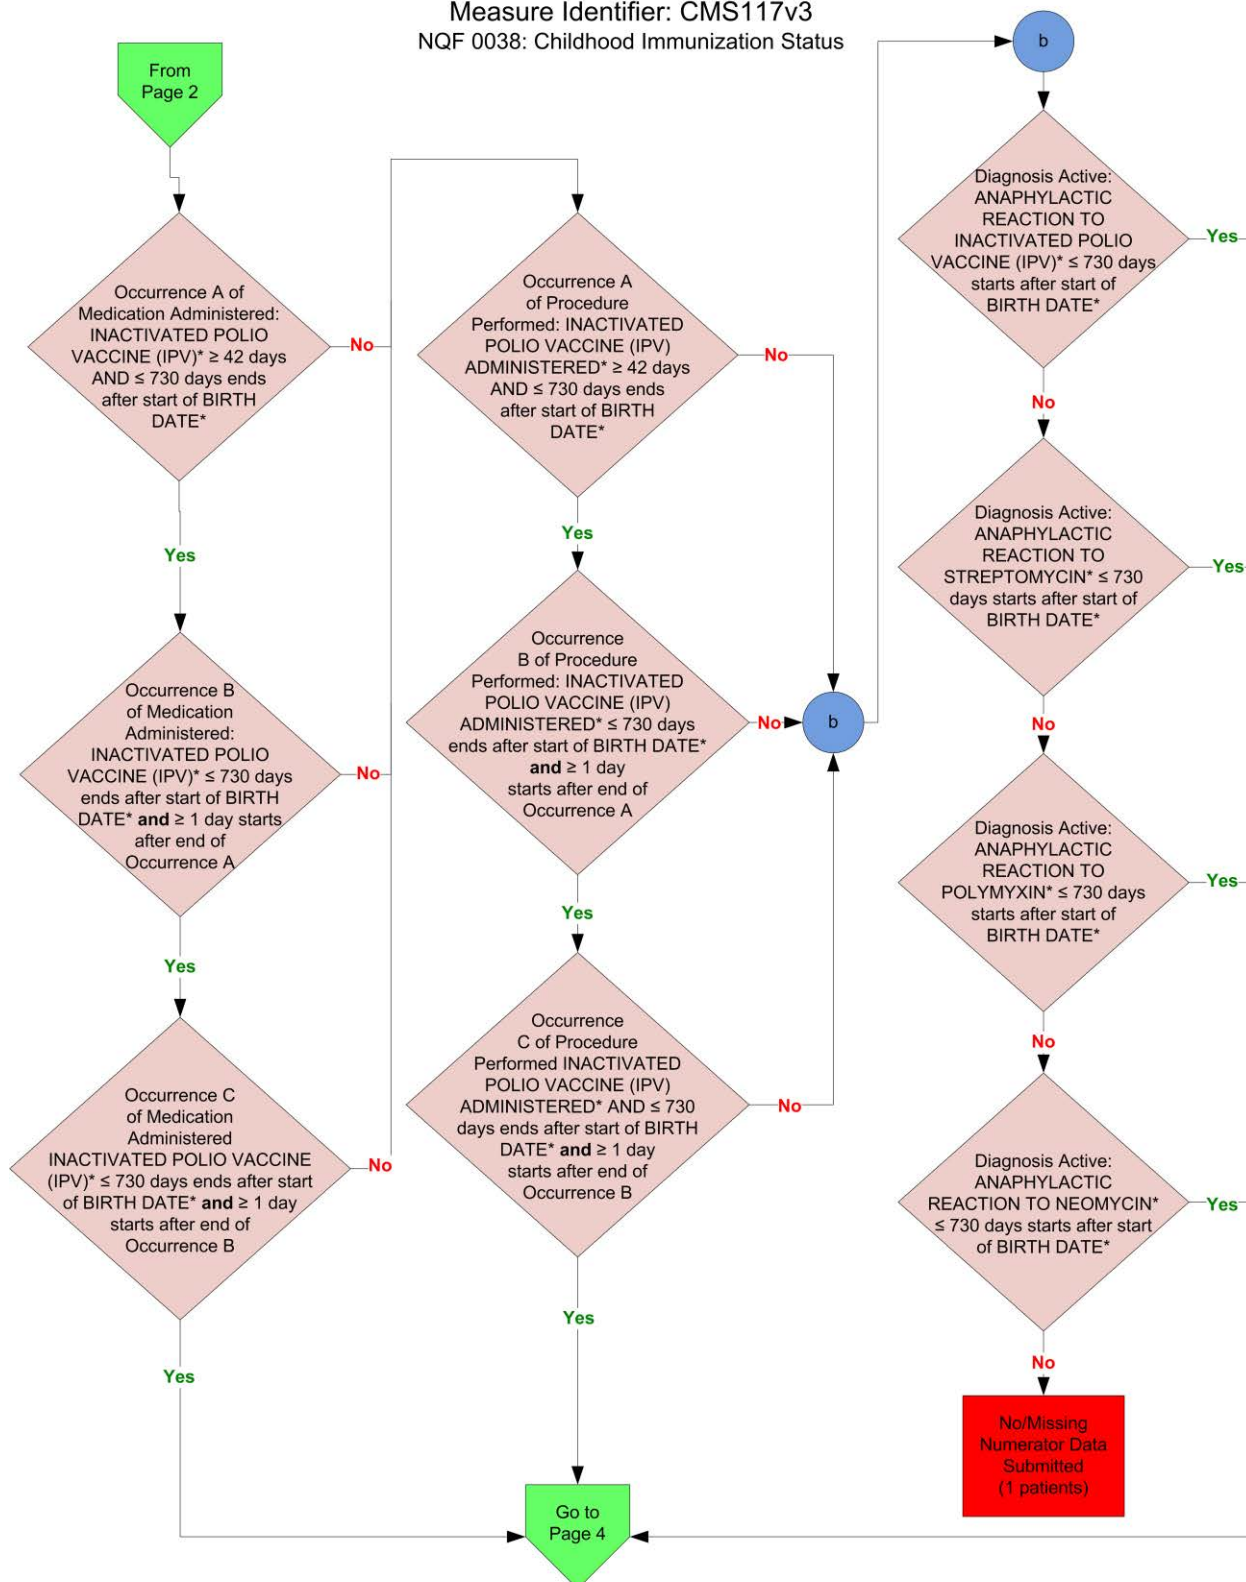 Measure Identifier: CMS117v3
NQF 0038: Childhood Immunization Status
From
Page 2
Occurrence A of
Medication Administered:
INACTIVATED POLIO
VACCINE (IPV)* ≥ 42 days
AND ≤ 730 days ends
after start of BIRTH
DATE*
No
Yes
Occurrence B
of Medication
Administered:
INACTIVATED POLIO
VACCINE (IPV)* ≤ 730 days
ends after start of BIRTH
DATE* and ≥ 1 day starts
after end of
Occurrence A
No
Yes
Occurrence C
of Medication
Administered
INACTIVATED POLIO VACCINE
(IPV)* ≤ 730 days ends after start
of BIRTH DATE* and ≥ 1 day
starts after end of
Occurrence B
No
Yes
Occurrence A
of Procedure
Performed: INACTIVATED
POLIO VACCINE (IPV)
ADMINISTERED* ≥ 42 days
AND ≤ 730 days ends
after start of BIRTH
DATE*
No
Yes
Occurrence
B of Procedure
Performed: INACTIVATED
POLIO VACCINE (IPV)
ADMINISTERED* ≤ 730 days
ends after start of BIRTH DATE*
and ≥ 1 day
starts after end of
Occurrence A
No
b
Yes
Occurrence
C of Procedure
Performed INACTIVATED
POLIO VACCINE (IPV)
ADMINISTERED* AND ≤ 730
days ends after start of BIRTH
DATE* and ≥ 1 day
starts after end of
Occurrence B
No
Yes
Go to
Page 4
b
Diagnosis Active:
ANAPHYLACTIC
REACTION TO
INACTIVATED POLIO
VACCINE (IPV)* ≤ 730 days
starts after start of
BIRTH DATE*
Yes
No
Diagnosis Active:
ANAPHYLACTIC
REACTION TO
STREPTOMYCIN* ≤ 730
days starts after start of
BIRTH DATE*
Yes
No
Diagnosis Active:
ANAPHYLACTIC
REACTION TO
POLYMYXIN* ≤ 730 days
starts after start of
BIRTH DATE*
Yes
No
Diagnosis Active:
ANAPHYLACTIC
REACTION TO NEOMYCIN*
≤ 730 days starts after start
of BIRTH DATE*
Yes
No
No/Missing
Numerator Data
Submitted
(1 patients)